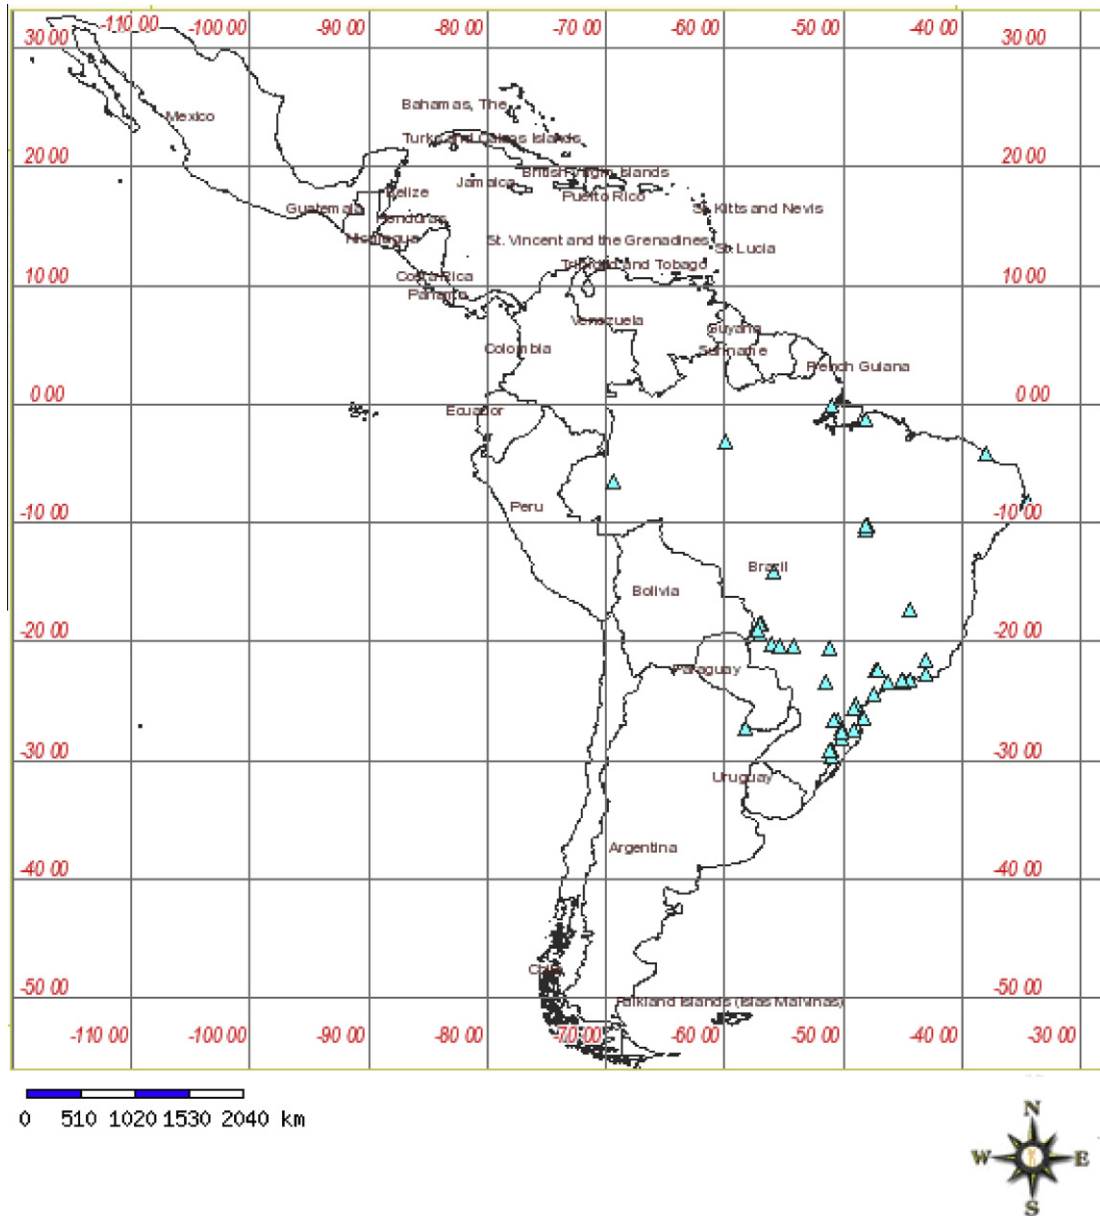 -110 00 -100 00 -90 00 -80 00 -70 00 -60 00 -50 00 -40 00
30 00 30 00
Bahamas, The
Mexico
Turks and Caicos Islands
20 00 20 00
British Virgin Islands
Jamaica
Belize
Puerto Rico
Guatemala
St. Kitts and Nevis
Honduras
Nicaragua
St. Vincent and the Grenadines
St. Lucia
Trinidad and Tobago
Costa Rica
10 00 10 00
Panama
Venezuela
Guyana
Colombia
Suriname
French Guiana
0 00 0 00
Ecuador
Peru
-10 00 -10 00
Brazil
Bolivia
-20 00 -20 00
Paraguay
-30 00 -30 00
Uruguay
Argentina
-40 00 -40 00
Chile
-50 00 -50 00
Falkland Islands (Islas Malvinas)
-110 00 -100 00 -90 00 -80 00 -70 00 -60 00 -50 00 -40 00 -30 00
0 510 1020 1530 2040 km
N
W E
S